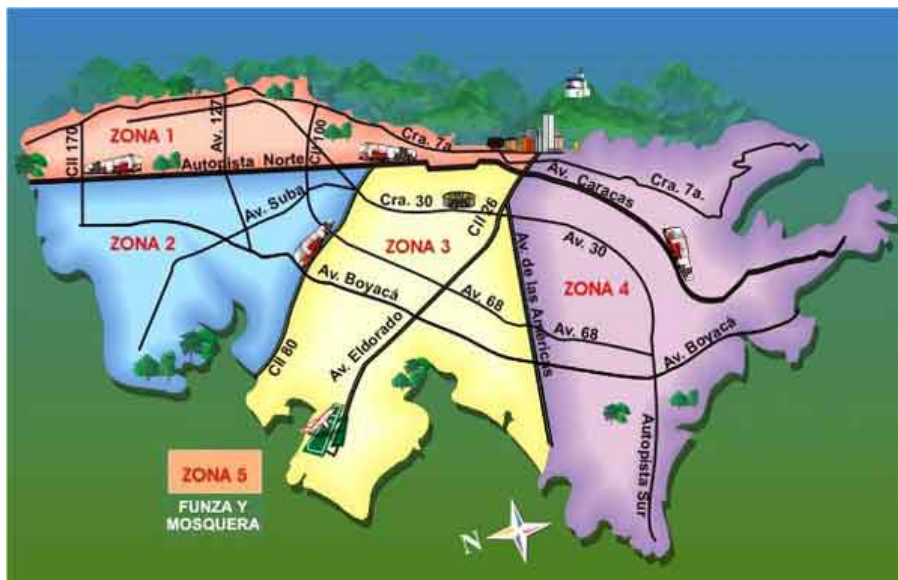 Cll 170
ZONA 1
Av. 127
Cll 100
Cra. 7a.
Autopista Norte
Av. Suba
ZONA 2
Cra. 30
Cll 26
ZONA 3
Av. Caracas
Cra. 7a.
Av. 30
ZONA 4
Av. de las Américas
Av. Boyacá
Av. 68
Av. 68
Av. Boyacá
Av. Eldorado
Cll 80
Autopista Sur
ZONA 5
FUNZA Y
MOSQUERA
N